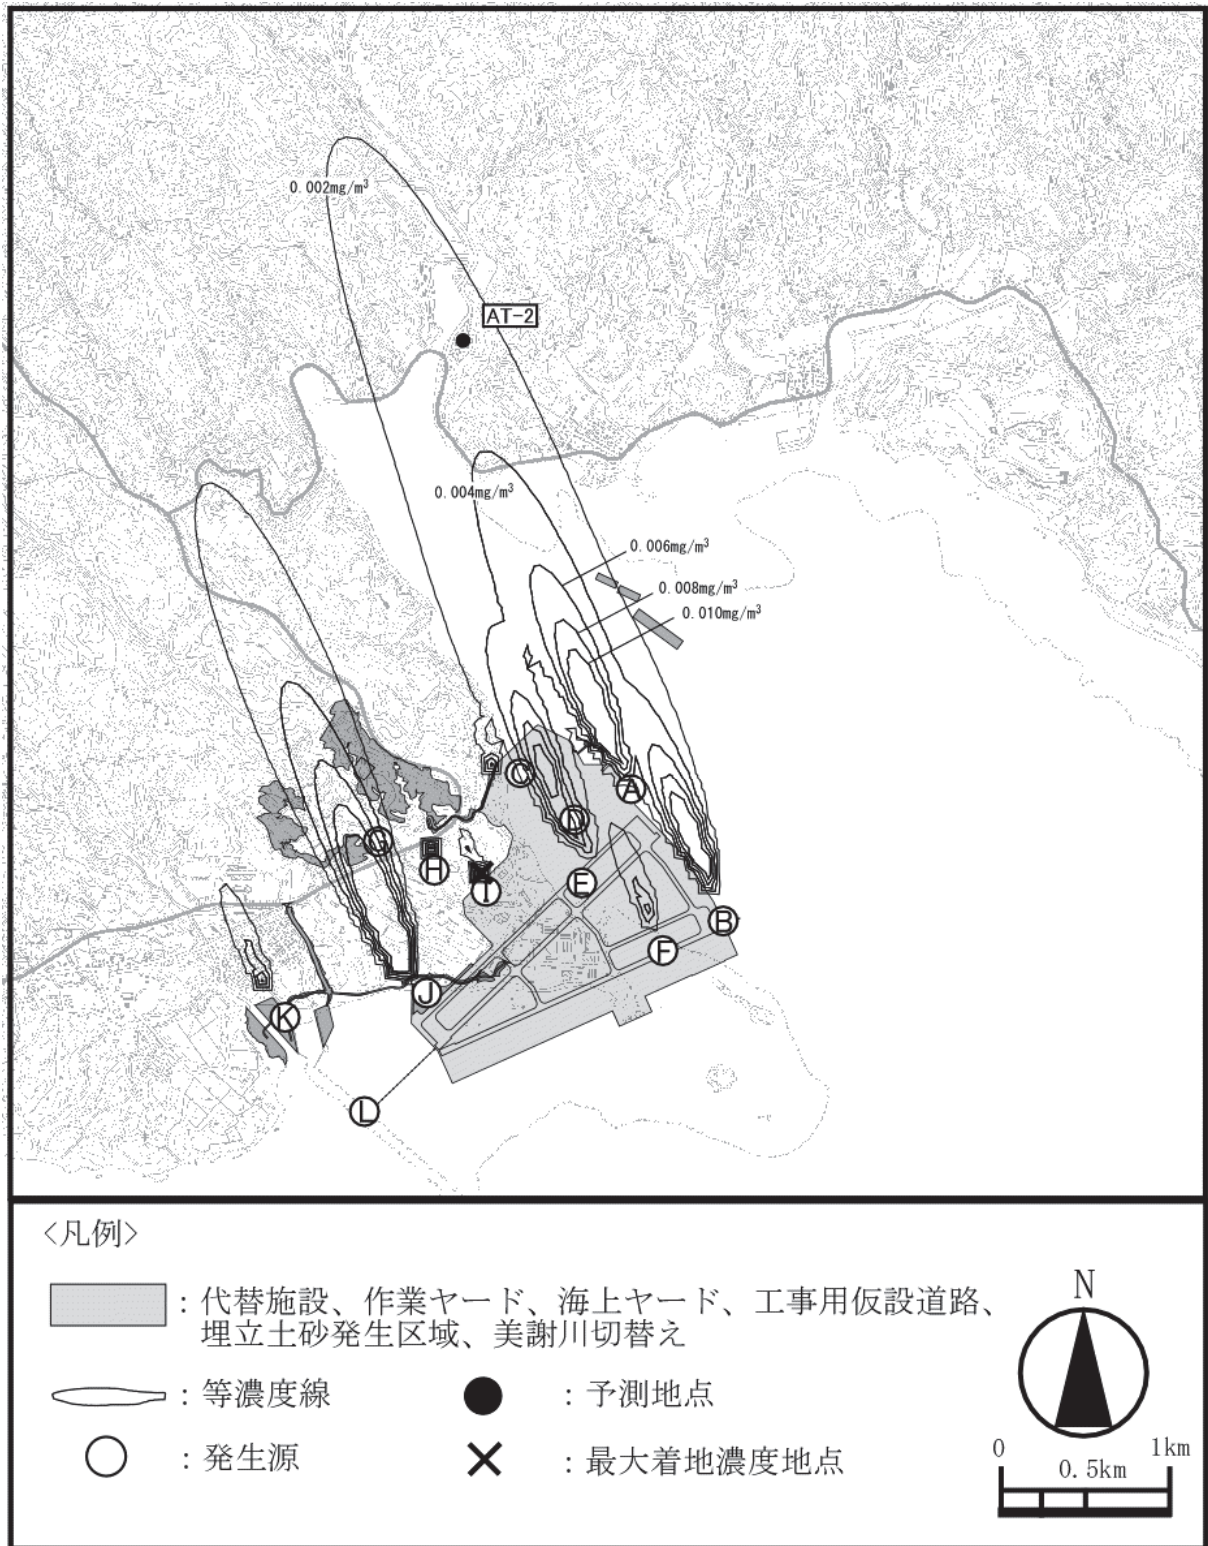 0.002mg/m³
AT-2
0.004mg/m³
0.006mg/m³
0.008mg/m³
0.010mg/m³
C
A
D
G
H
I
E
B
F
J
K
L
<凡例>
:代替施設、作業ヤード、海上ヤード、工事用仮設道路、
埋立土砂発生区域、美謝川切替え
:等濃度線
:予測地点
:発生源
:最大着地濃度地点
N
0
0.5km
1km